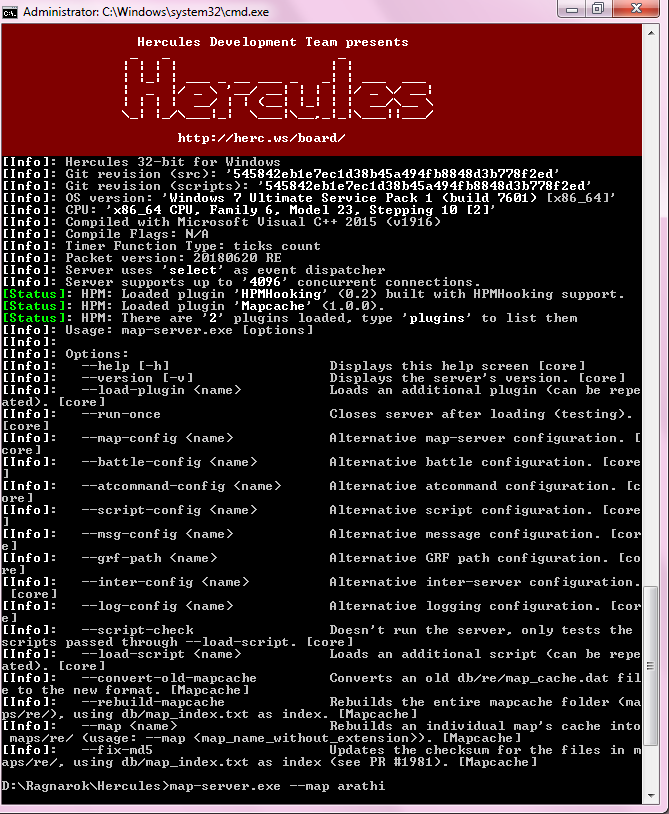 Administrator: C:\Windows\system32\cmd.exe
Hercules Development Team presents
Hercules
http://herc.ws/board/
[Info]: Hercules 32-bit for Windows
[Info]: Git revision (src): '545842eb1e7ec1d38b45a494fb8848d3b778f2ed'
[Info]: Git revision (scripts): '545842eb1e7ec1d38b45a494fb8848d3b778f2ed'
[Info]: OS version: 'Windows 7 Ultimate Service Pack 1 (build 7601) [x86_64]'
[Info]: CPU: 'x86_64 CPU, Family 6, Model 23, Stepping 10 [2]'
[Info]: Compiled with Microsoft Visual C++ 2015 (v1916)
[Info]: Compile Flags: N/A
[Info]: Timer Function Type: ticks count
[Info]: Packet version: 20180620 RE
[Info]: Server uses 'select' as event dispatcher
[Info]: Server supports up to '4096' concurrent connections.
[Status]: HPM: Loaded plugin 'HPMHooking' (0.2) built with HPMHooking support.
[Status]: HPM: Loaded plugin 'Mapcache' (1.0.0).
[Status]: HPM: There are '2' plugins loaded, type 'plugins' to list them
[Info]: Usage: map-server.exe [options]
[Info]:
[Info]: Options:
[Info]:   --help [-h]                    Displays this help screen [core]
[Info]:   --version [-v]                 Displays the server's version. [core]
[Info]:   --load-plugin <name>           Loads an additional plugin (can be repe
ated). [core]
[Info]:   --run-once                     Closes server after loading (testing).
[core]
[Info]:   --map-config <name>            Alternative map-server configuration. [
core]
[Info]:   --battle-config <name>         Alternative battle configuration. [core
]
[Info]:   --atcommand-config <name>      Alternative atcommand configuration. [c
ore]
[Info]:   --script-config <name>         Alternative script configuration. [core
]
[Info]:   --msg-config <name>            Alternative message configuration. [cor
e]
[Info]:   --grf-path <name>              Alternative GRF path configuration. [co
re]
[Info]:   --inter-config <name>          Alternative inter-server configuration.
 [core]
[Info]:   --log-config <name>            Alternative logging configuration. [cor
e]
[Info]:   --script-check                 Doesn't run the server, only tests the
scripts passed through --load-script. [core]
[Info]:   --load-script <name>           Loads an additional script (can be repe
ated). [core]
[Info]:   --convert-old-mapcache         Converts an old db/re/map_cache.dat fil
e to the new format. [Mapcache]
[Info]:   --rebuild-mapcache             Rebuilds the entire mapcache folder (ma
ps/re/), using db/map_index.txt as index. [Mapcache]
[Info]:   --map <name>                   Rebuilds an individual map's cache into
 maps/re/ (usage: --map <map_name_without_extension>). [Mapcache]
[Info]:   --fix-md5                      Updates the checksum for the files in m
aps/re/, using db/map_index.txt as index (see PR #1981). [Mapcache]
D:\Ragnarok\Hercules>map-server.exe --map arathi